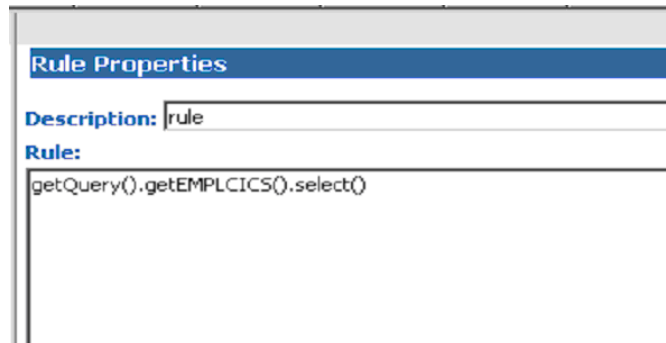 Rule Properties
Description: rule
Rule:
getQuery().getEMPLCICS().select()